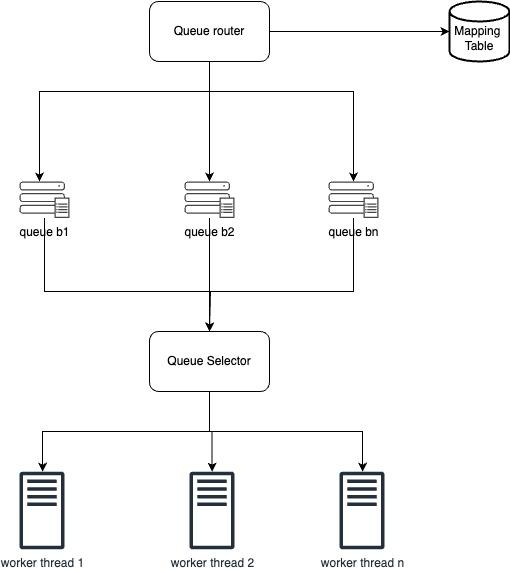 Queue router
Mapping
Table
queue b1
queue b2
queue bn
Queue Selector
worker thread 1
worker thread 2
worker thread n